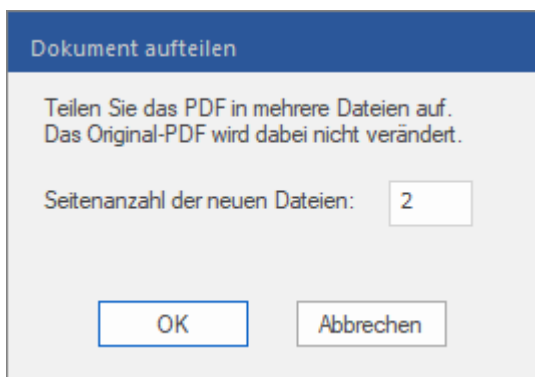 Dokument aufteilen
Teilen Sie das PDF in mehrere Dateien auf.
Das Original-PDF wird dabei nicht verändert.
Seitenanzahl der neuen Dateien: 2
OK Abbrechen